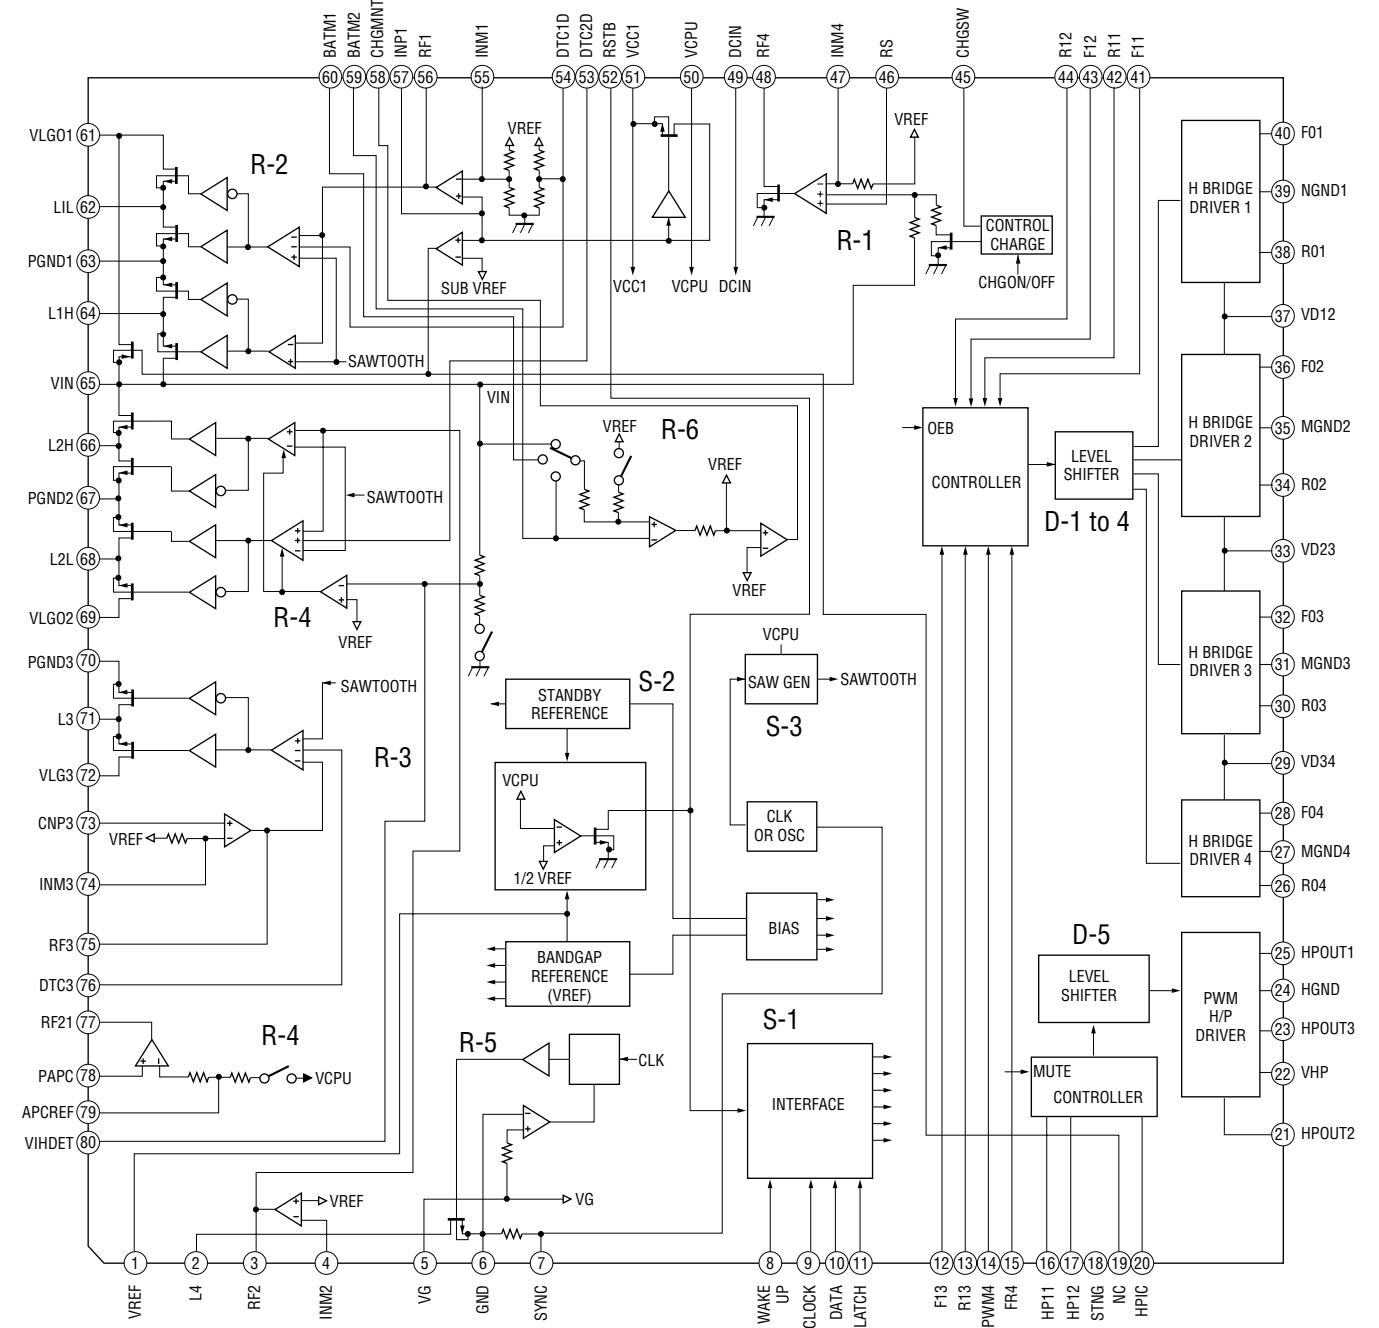 BATM1
BATM2
CHGMNT
INP1
RF1
INM1
DTC1D
DTC2D
RSTB
VCC1
VCPU
DCIN
RF4
INM4
RS
CHGSW
R12
F12
R11
F11
60
59
58
57
56
55
54
53
52
51
50
49
48
47
46
45
44
43
42
41
VLGO1 61
LIL 62
PGND1 63
L1H 64
VIN 65
L2H 66
PGND2 67
L2L 68
VLGO2 69
PGND3 70
L3 71
VLG3 72
CNP3 73
INM3 74
RF3 75
DTC3 76
RF21 77
PAPC 78
APCREF 79
VIHDET 80
R-2
VREF
SUB VREF
VCC1
VCPU
DCIN
R-1
VREF
CONTROL
CHARGE
CHGON/OFF
SAWTOOTH
VIN
VREF
R-6
VREF
VREF
SAWTOOTH
R-4
VREF
SAWTOOTH
R-3
VREF
OEB
CONTROLLER
LEVEL
SHIFTER
D-1 to 4
H BRIDGE
DRIVER 1
H BRIDGE
DRIVER 2
H BRIDGE
DRIVER 3
H BRIDGE
DRIVER 4
40 F01
39 NGND1
38 R01
37 VD12
36 F02
35 MGND2
34 R02
33 VD23
32 F03
31 MGND3
30 R03
29 VD34
28 F04
27 MGND4
26 R04
25 HPOUT1
24 HGND
23 HPOUT3
22 VHP
21 HPOUT2
STANDBY
REFERENCE
S-2
VCPU
SAW GEN
SAWTOOTH
S-3
VCPU
1/2 VREF
CLK
OR OSC
BIAS
BANDGAP
REFERENCE
(VREF)
D-5
LEVEL
SHIFTER
PWM
H/P
DRIVER
MUTE
CONTROLLER
R-4
VCPU
R-5
CLK
S-1
INTERFACE
VREF
VG
1
2
3
4
5
6
7
8
9
10
11
12
13
14
15
16
17
18
19
20
VREF
L4
RF2
INM2
VG
GND
SYNC
WAKE
UP
CLOCK
DATA
LATCH
F13
R13
PWM4
FR4
HP11
HP12
STNG
NC
HPIC